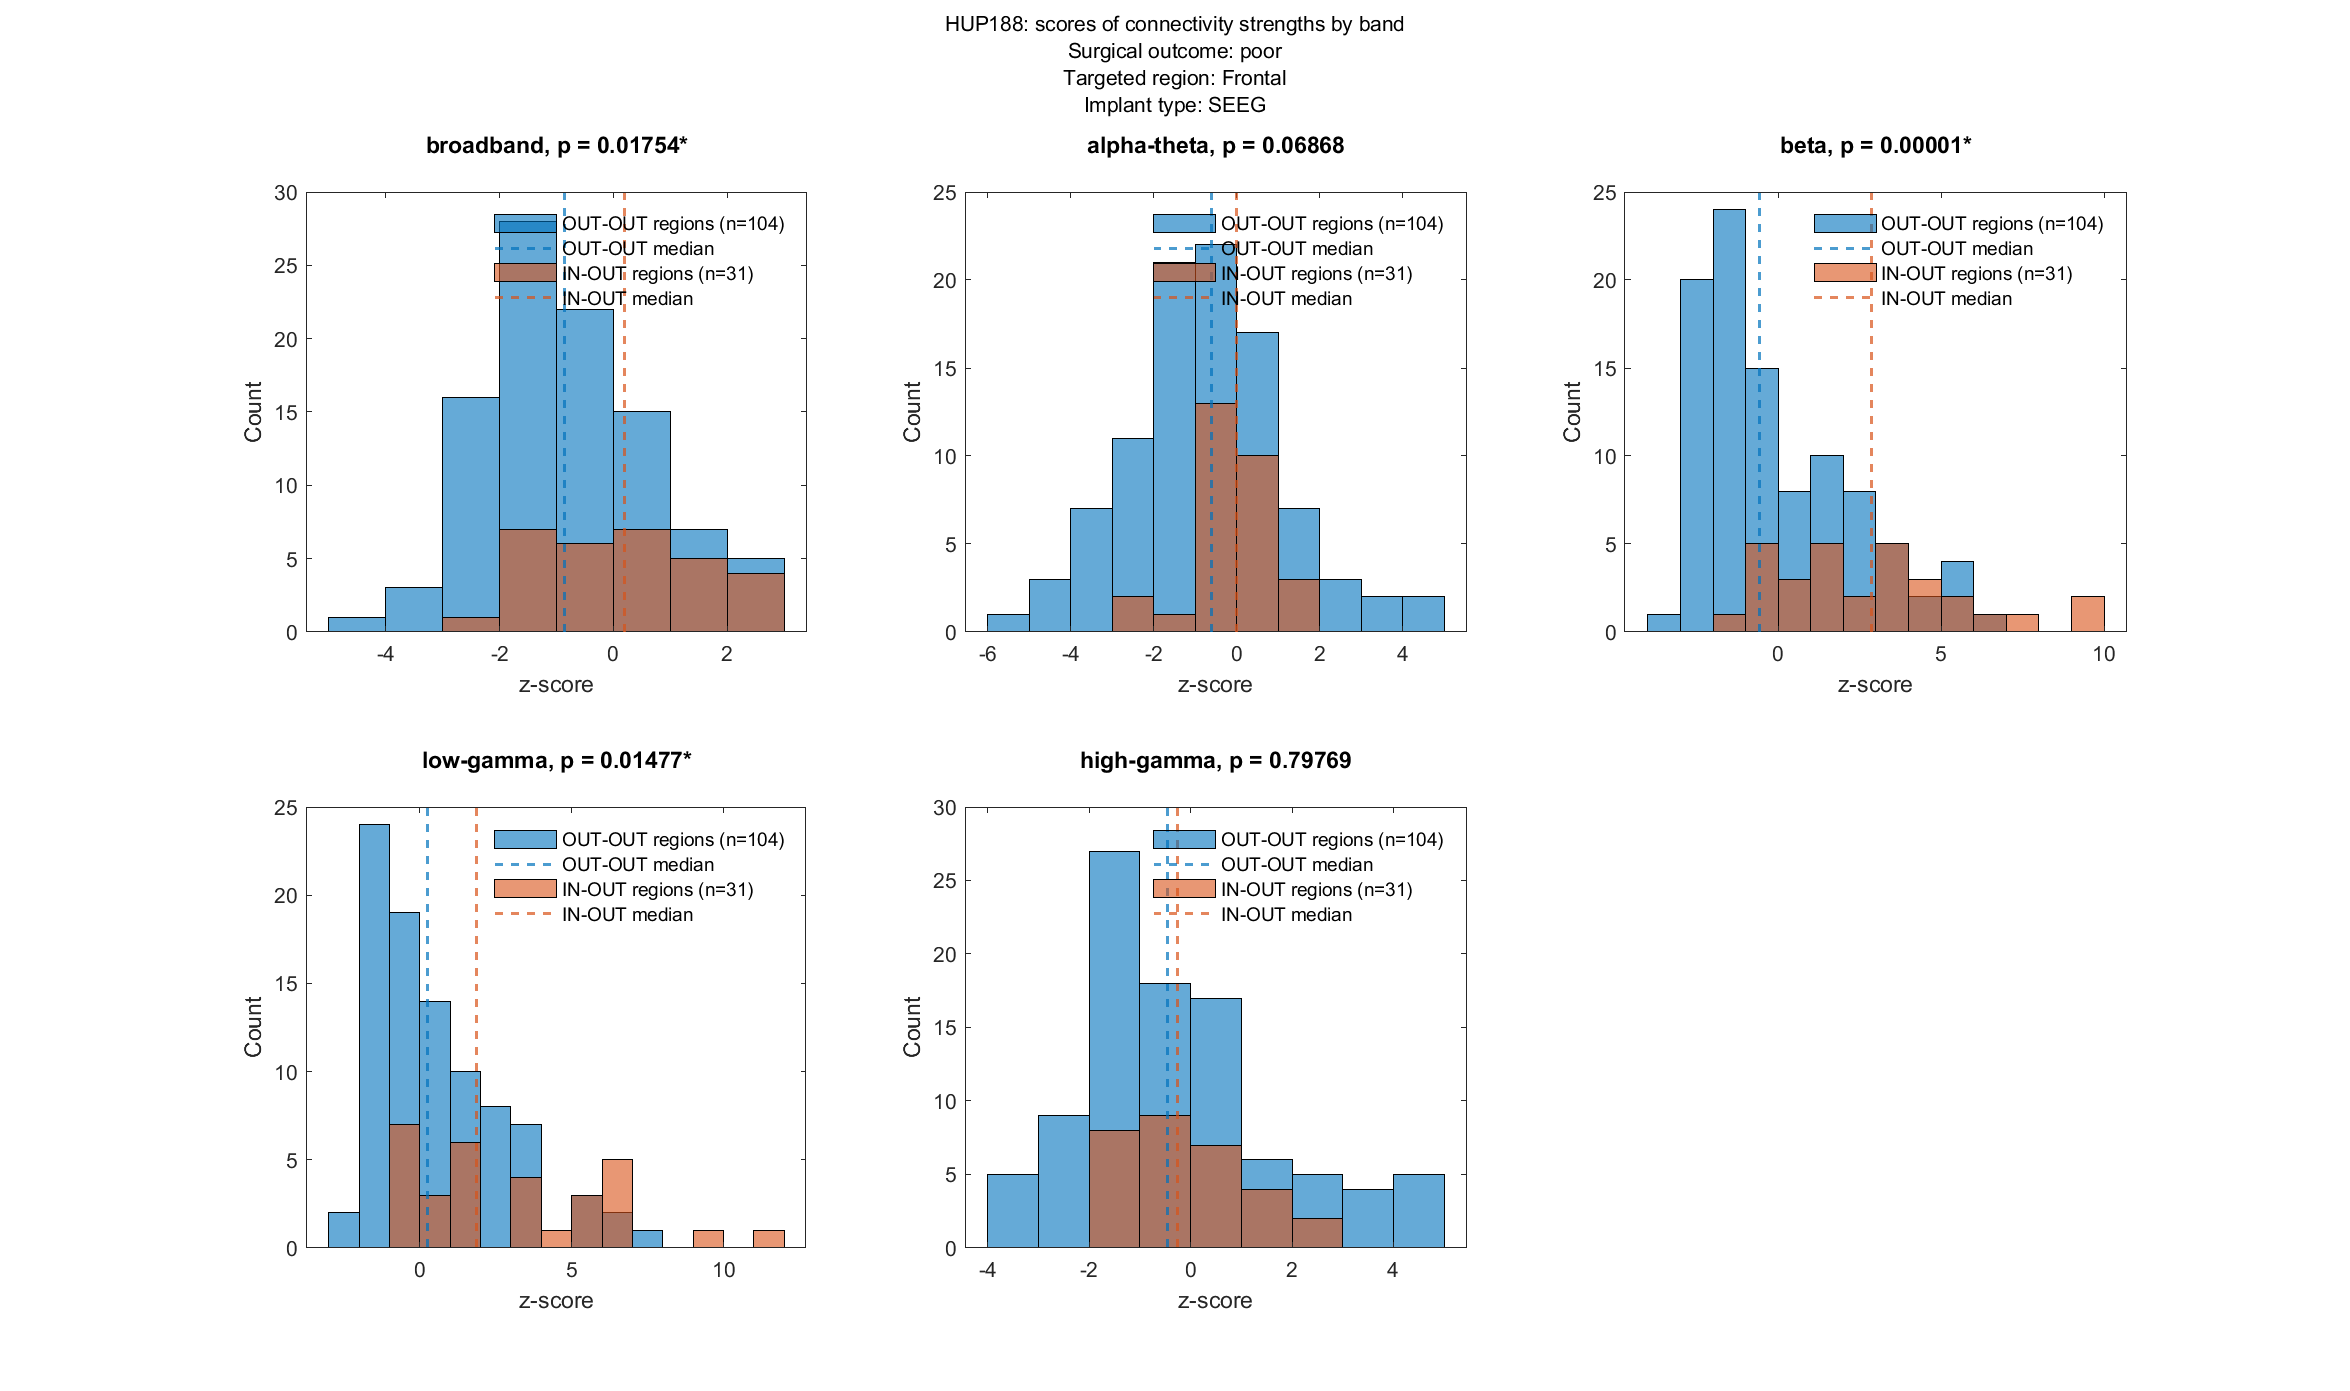 HUP188: scores of connectivity strengths by band
Surgical outcome: poor
Targeted region: Frontal
Implant type: SEEG
broadband, p = 0.01754*
30
25
20
15
10
5
0
Count
-4 -2 0 2
z-score
OUT-OUT regions (n=104)
OUT-OUT median
IN-OUT regions (n=31)
IN-OUT median
alpha-theta, p = 0.06868
25
20
15
10
5
0
Count
-6 -4 -2 0 2 4
z-score
OUT-OUT regions (n=104)
OUT-OUT median
IN-OUT regions (n=31)
IN-OUT median
beta, p = 0.00001*
25
20
15
10
5
0
Count
0 5 10
z-score
OUT-OUT regions (n=104)
OUT-OUT median
IN-OUT regions (n=31)
IN-OUT median
low-gamma, p = 0.01477*
25
20
15
10
5
0
Count
0 5 10
z-score
OUT-OUT regions (n=104)
OUT-OUT median
IN-OUT regions (n=31)
IN-OUT median
high-gamma, p = 0.79769
30
25
20
15
10
5
0
Count
-4 -2 0 2 4
z-score
OUT-OUT regions (n=104)
OUT-OUT median
IN-OUT regions (n=31)
IN-OUT median